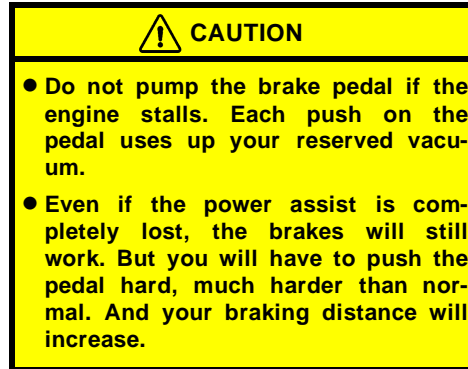 CAUTION
● Do not pump the brake pedal if the
engine stalls. Each push on the
pedal uses up your reserved vacu-
um.
● Even if the power assist is com-
pletely lost, the brakes will still
work. But you will have to push the
pedal hard, much harder than nor-
mal. And your braking distance will
increase.